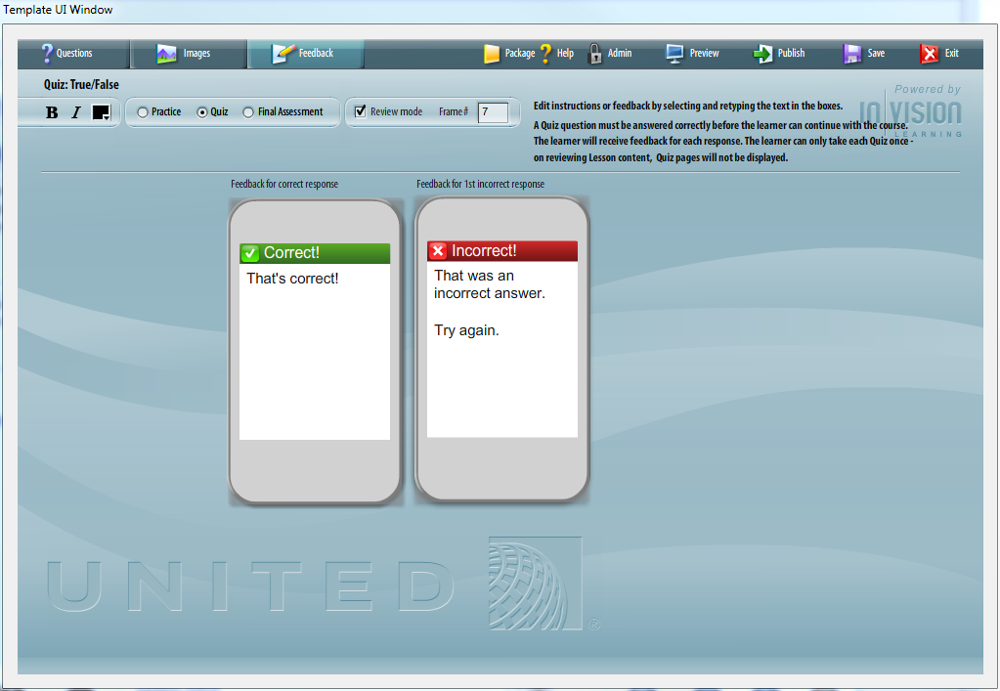 Template UI Window
Questions Images Feedback Package Help Admin Preview Publish Save Exit
Quiz: True/False
Powered by
B I Practice Quiz Final Assessment Review mode Frame # 7
InVISION
LEARNING
Edit instructions or feedback by selecting and retyping the text in the boxes.
A Quiz question must be answered correctly before the learner can continue with the course.
The learner will receive feedback for each response. The learner can only take each Quiz once -
on reviewing Lesson content, Quiz pages will not be displayed.
Feedback for correct response
Correct!
That's correct!
Feedback for 1st incorrect response
Incorrect!
That was an
incorrect answer.
Try again.
UNITED ®